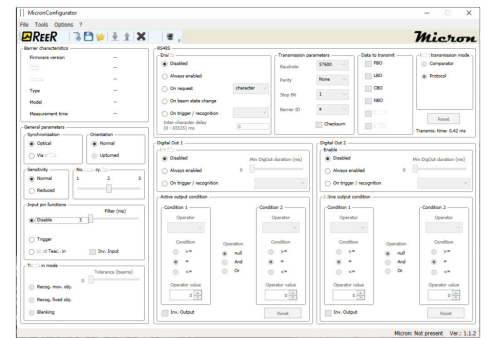 MicronConfigurator
File Tools Options ?
REER
Micron
Barrier characteristics
Firmware version --
--
--
Type --
Model --
Measurement time --
General parameters
Synchronisation
Optical
Via
Orientation
Normal
Upturned
Sensitivity
Normal
Reduced
No.
1 2 3
Input pin functions
Disable 3
Filter (ms)
Trigger
in
Inv. Input
in mode
Tolerance (beams)
0
Recog. mov. obj.
Recog. fixed obj.
Blanking
RS485
Disabled
Always enabled
On request character
On beam state change
On trigger / recognition
Inter-character delay
(0 - 65535) ms 0
Transmission parameters
Baudrate 57600
Parity None
Stop Bit 1
Barrier ID a
Checksum
Data to transmit
FBO
LBO
CBO
NBO
transmission mode
Comparator
Protocol
Reset
Transmis. time: 0.42 ms
Digital Out 1
Disabled
Always enabled
On trigger / recognition
Min DigOut duration (ms)
0
Active output condition
Condition 1
Operator
Condition
>=
=
<=
Operator value
0
Operation
null
And
Or
Condition 2
Operator
Condition
>=
=
<=
Operator value
0
Inv. Output
Reset
Digital Out 2
Enable
Disabled
Always enabled
On trigger / recognition
Min DigOut duration (ms)
0
output condition
Condition 1
Operator
Condition
>=
=
<=
Operator value
0
Operation
null
And
Or
Condition 2
Operator
Condition
>=
=
<=
Operator value
0
Inv. Output
Reset
Micron: Not present Ver.: 1.1.2